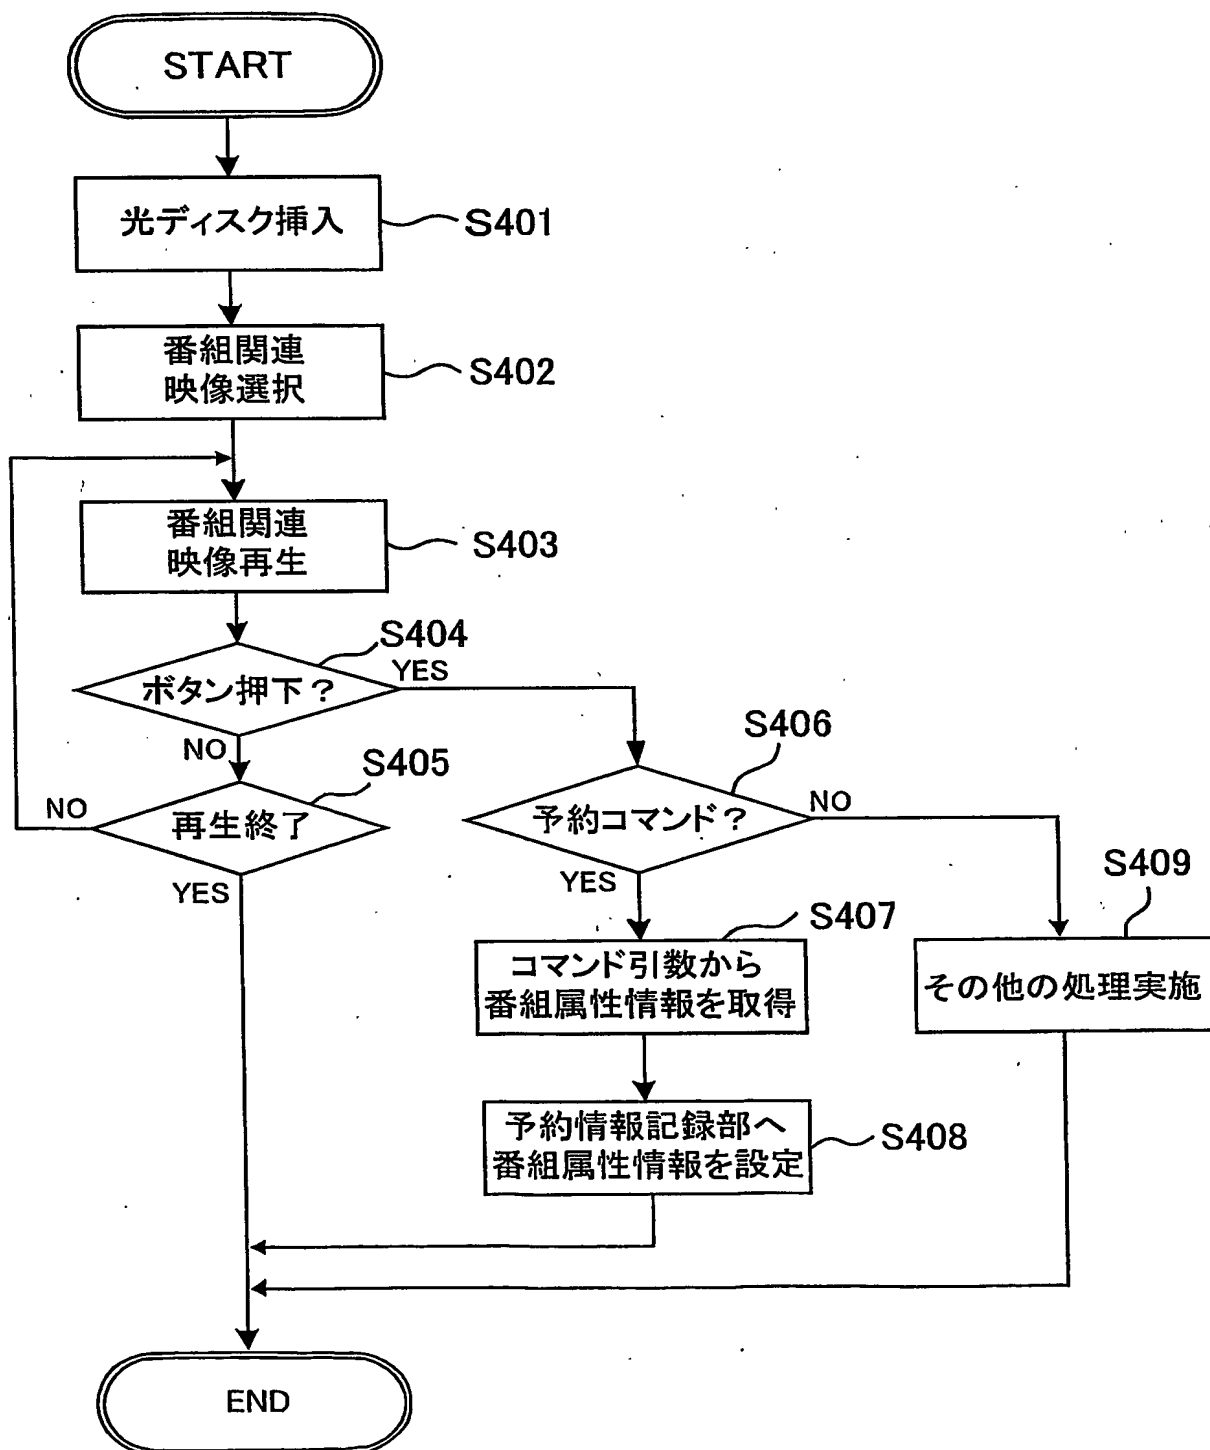 START
光ディスク挿入
S401
番組関連
映像選択
S402
番組関連
映像再生
S403
S404
ボタン押下?
YES
NO
S405
再生終了
NO
YES
S406
予約コマンド?
NO
YES
S407
コマンド引数から
番組属性情報を取得
S409
その他の処理実施
予約情報記録部へ
番組属性情報を設定
S408
END